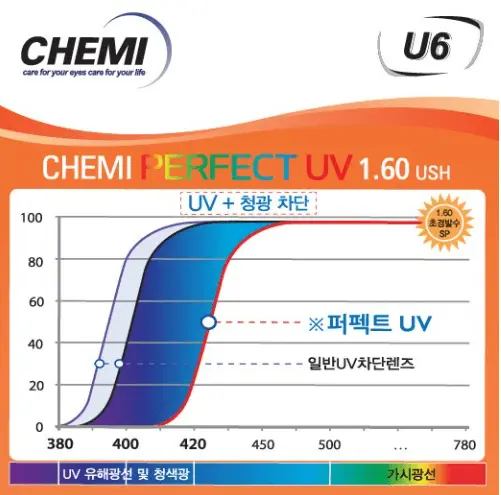 CHEMI
care for your eyes care for your life
U6
CHEMI PERFECT UV 1.60 USH
UV + 청광 차단
100
80
60
40
20
0
1.60
초경발수
SP
※ 퍼펙트 UV
일반UV차단렌즈
380 400 420 450 500 ... 780
UV 유해광선 및 청색광
가시광선